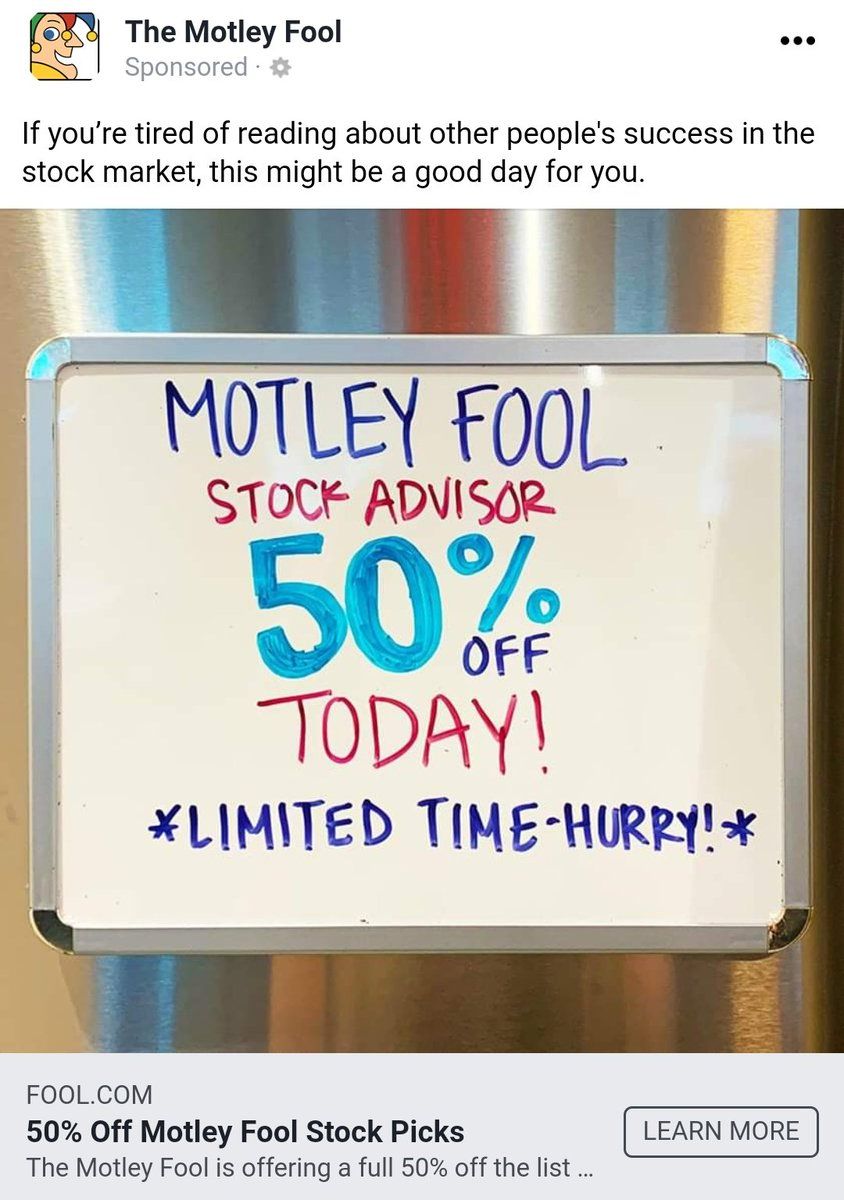 The Motley Fool
Sponsored ·
If you’re tired of reading about other people's success in the
stock market, this might be a good day for you.
MOTLEY FOOL
STOCK ADVISOR
50%
OFF
TODAY!
*LIMITED TIME-HURRY!*
FOOL.COM
50% Off Motley Fool Stock Picks
LEARN MORE
The Motley Fool is offering a full 50% off the list ...